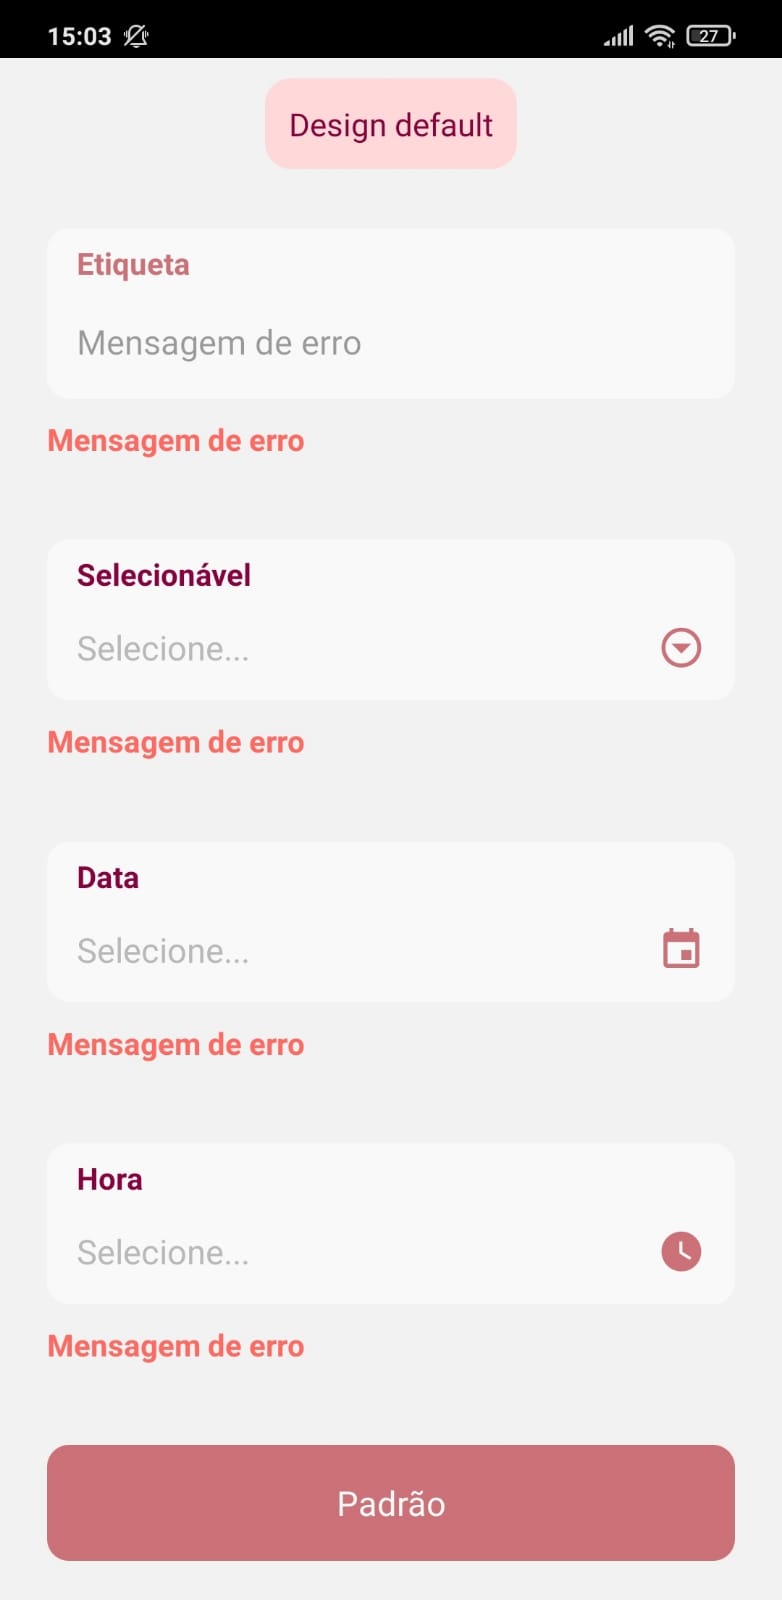 15:03
27
Design default
Etiqueta
Mensagem de erro
Mensagem de erro
Selecionável
Selecione...
Mensagem de erro
Data
Selecione...
Mensagem de erro
Hora
Selecione...
Mensagem de erro
Padrão